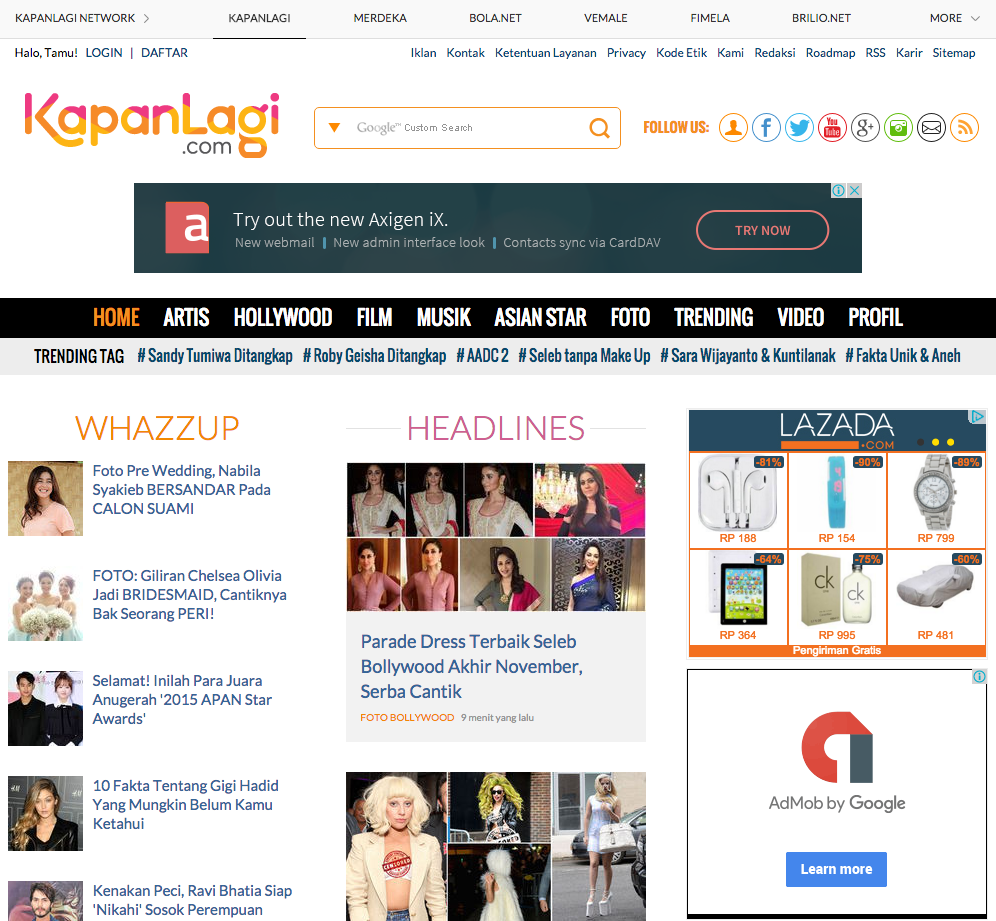 KAPANLAGI NETWORK
KAPANLAGI
MERDEKA
BOLA.NET
VEMALE
FIMELA
BRILIO.NET
MORE
Halo, Tamu! LOGIN | DAFTAR
Iklan Kontak Ketentuan Layanan Privacy Kode Etik Kami Redaksi Roadmap RSS Karir Sitemap
KapanLagi
.com
Google™ Custom Search
FOLLOW US:
You
Tube
g+
a
Try out the new Axigen iX.
New webmail | New admin interface look | Contacts sync via CardDAV
TRY NOW
HOME ARTIS HOLLYWOOD FILM MUSIK ASIAN STAR FOTO TRENDING VIDEO PROFIL
TRENDING TAG # Sandy Tumiwa Ditangkap # Roby Geisha Ditangkap # AADC 2 # Seleb tanpa Make Up # Sara Wijayanto & Kuntilanak # Fakta Unik & Aneh
WHAZZUP
Foto Pre Wedding, Nabila
Syakieb BERSANDAR Pada
CALON SUAMI
FOTO: Giliran Chelsea Olivia
Jadi BRIDESMAID, Cantiknya
Bak Seorang PERI!
Selamat! Inilah Para Juara
Anugerah '2015 APAN Star
Awards'
H&M
10 Fakta Tentang Gigi Hadid
Yang Mungkin Belum Kamu
Ketahui
Kenakan Peci, Ravi Bhatia Siap
'Nikahi' Sosok Perempuan
HEADLINES
Parade Dress Terbaik Seleb
Bollywood Akhir November,
Serba Cantik
FOTO BOLLYWOOD 9 menit yang lalu
CENSORED
CENSORED
LAZADA
.COM
-81%
RP 188
-90%
RP 154
-89%
RP 799
-64%
RP 364
-75%
ck
ck
RP 995
-60%
RP 481
Pengiriman Gratis
AdMob by Google
Learn more